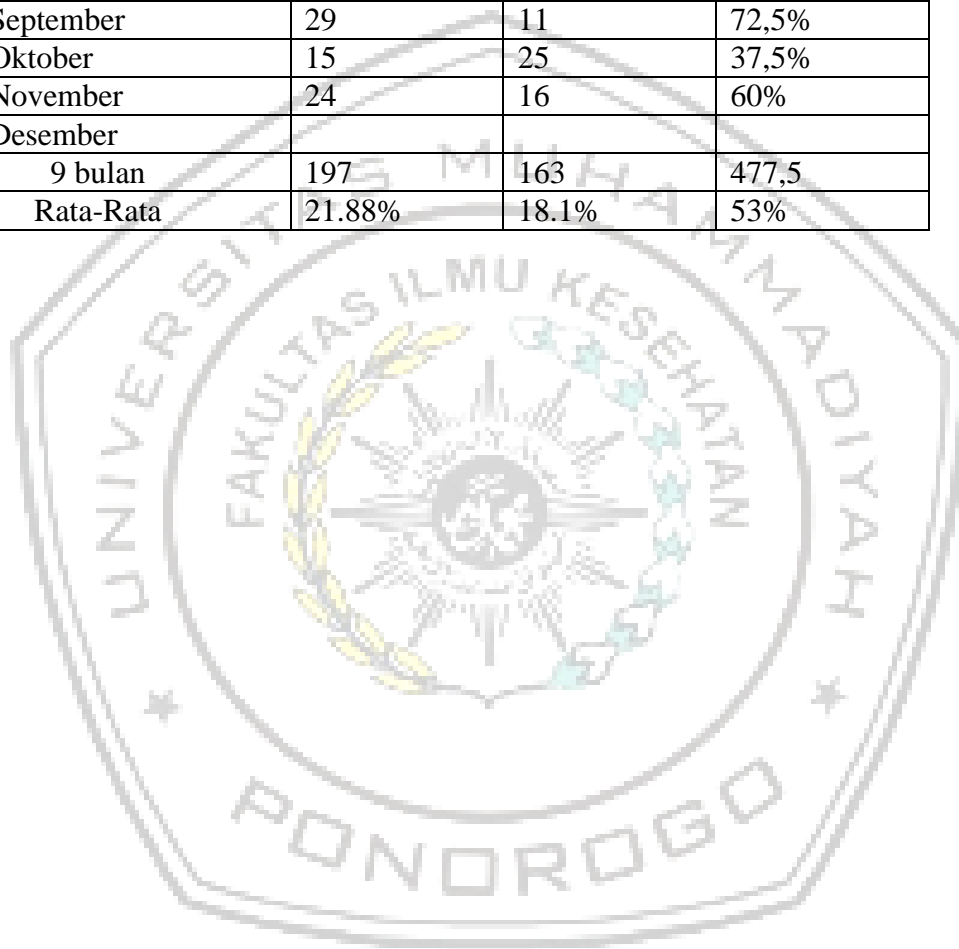 September 29 11 72,5%
Oktober 15 25 37,5%
November 24 16 60%
Desember
9 bulan 197 163 477,5
Rata-Rata 21.88% 18.1% 53%
UNIVERSITAS MUHAMMADIYAH
FAKULTAS ILMU KESEHATAN
PONOROGO